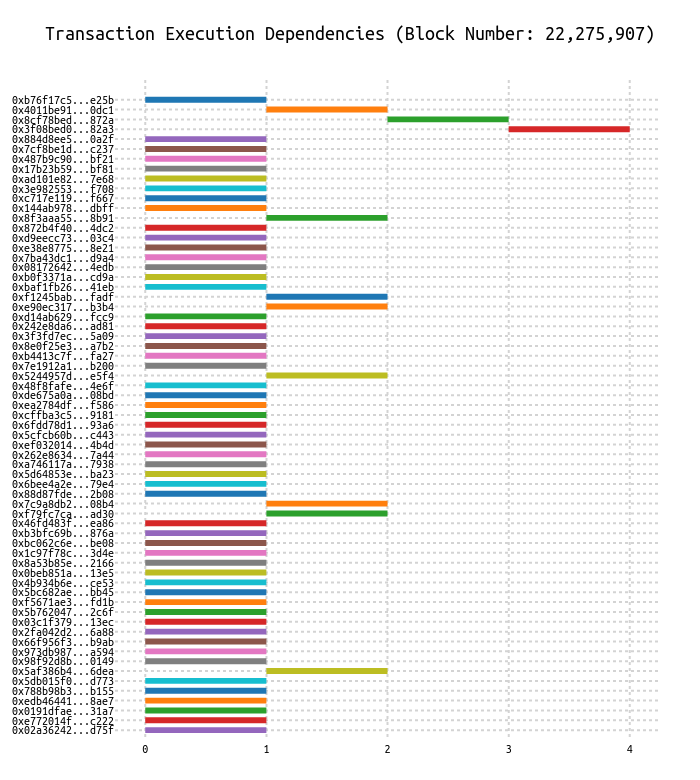 Transaction Execution Dependencies (Block Number: 22,275,907)
0xb76f17c5...e25b
0x4011be91...0dc1
0x8cf78bed...872a
0x3f08bed0...82a3
0x884d8ee5...0a2f
0x7cf8be1d...c237
0x487b9c90...bf21
0x17b23b59...bf81
0xad101e82...7e68
0x3e982553...f708
0xc717e119...f667
0x144ab978...dbff
0x8f3aaa55...8b91
0x872b4f40...4dc2
0xd9eecc73...03c4
0xe38e8775...8e21
0x7ba43dc1...d9a4
0x08172642...4edb
0xb0f3371a...cd9a
0xbaf1fb26...41eb
0xf1245bab...fadf
0xe90ec317...b3b4
0xd14ab629...fcc9
0x242e8da6...ad81
0x3f3fd7ec...5a09
0x8e0f25e3...a7b2
0xb4413c7f...fa27
0x7e1912a1...b200
0x5244957d...e5f4
0x48f8fafe...4e6f
0xde675a0a...08bd
0xea2784df...f586
0xcffba3c5...9181
0x6fdd78d1...93a6
0x5cfcb60b...c443
0xef032014...4b4d
0x262e8634...7a44
0xa746117a...7938
0x5d64853e...ba23
0x6bee4a2e...79e4
0x88d87fde...2b08
0x7c9a8db2...08b4
0xf79fc7ca...ad30
0x46fd483f...ea86
0xb3bfc69b...876a
0xbc062c6e...be08
0x1c97f78c...3d4e
0x8a53b85e...2166
0x0beb851a...13e5
0x4b934b6e...ce53
0x5bc682ae...bb45
0xf5671ae3...fd1b
0x5b762047...2c6f
0x03c1f379...13ec
0x2fa042d2...6a88
0x66f956f3...b9ab
0x973db987...a594
0x98f92d8b...0149
0x5af386b4...6dea
0x5db015f0...d773
0x788b98b3...b155
0xedb46441...8ae7
0x0191dfae...31a7
0xe772014f...c222
0x02a36242...d75f
0 1 2 3 4